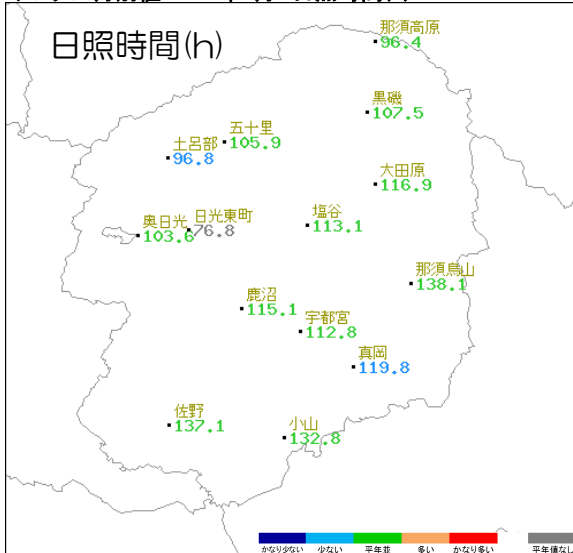 日照時間(h)
那須高原
96.4
黒磯
107.5
五十里
105.9
土呂部
96.8
大田原
116.9
塩谷
113.1
日光東町
76.8
奥日光
103.6
那須烏山
138.1
鹿沼
115.1
宇都宮
112.8
真岡
119.8
佐野
137.1
小山
132.8
かなり少ない 少ない 平年並 多い かなり多い 平年値なし